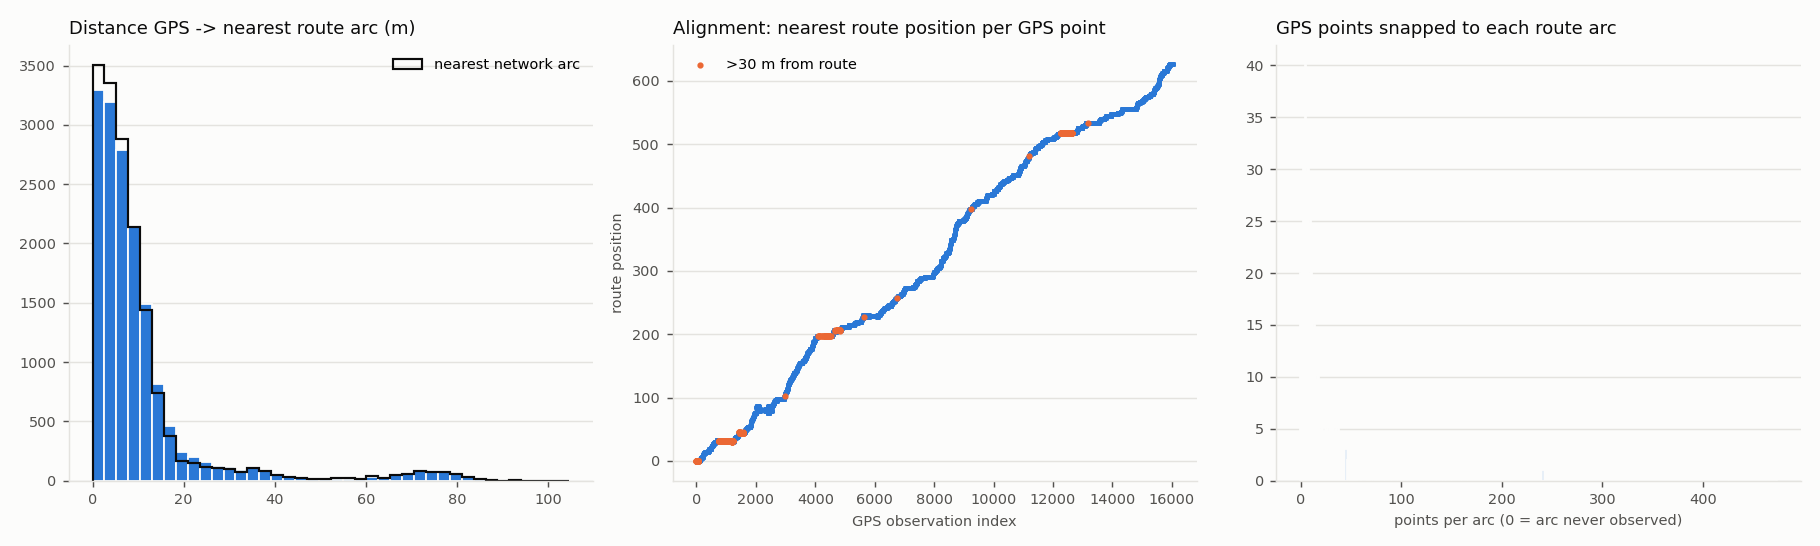 Distance GPS -> nearest route arc (m)
nearest network arc
3500
3000
2500
2000
1500
1000
500
0
0 20 40 60 80 100
Alignment: nearest route position per GPS point
>30 m from route
route position
600
500
400
300
200
100
0
0 2000 4000 6000 8000 10000 12000 14000 16000
GPS observation index
GPS points snapped to each route arc
40
35
30
25
20
15
10
5
0
0 100 200 300 400
points per arc (0 = arc never observed)